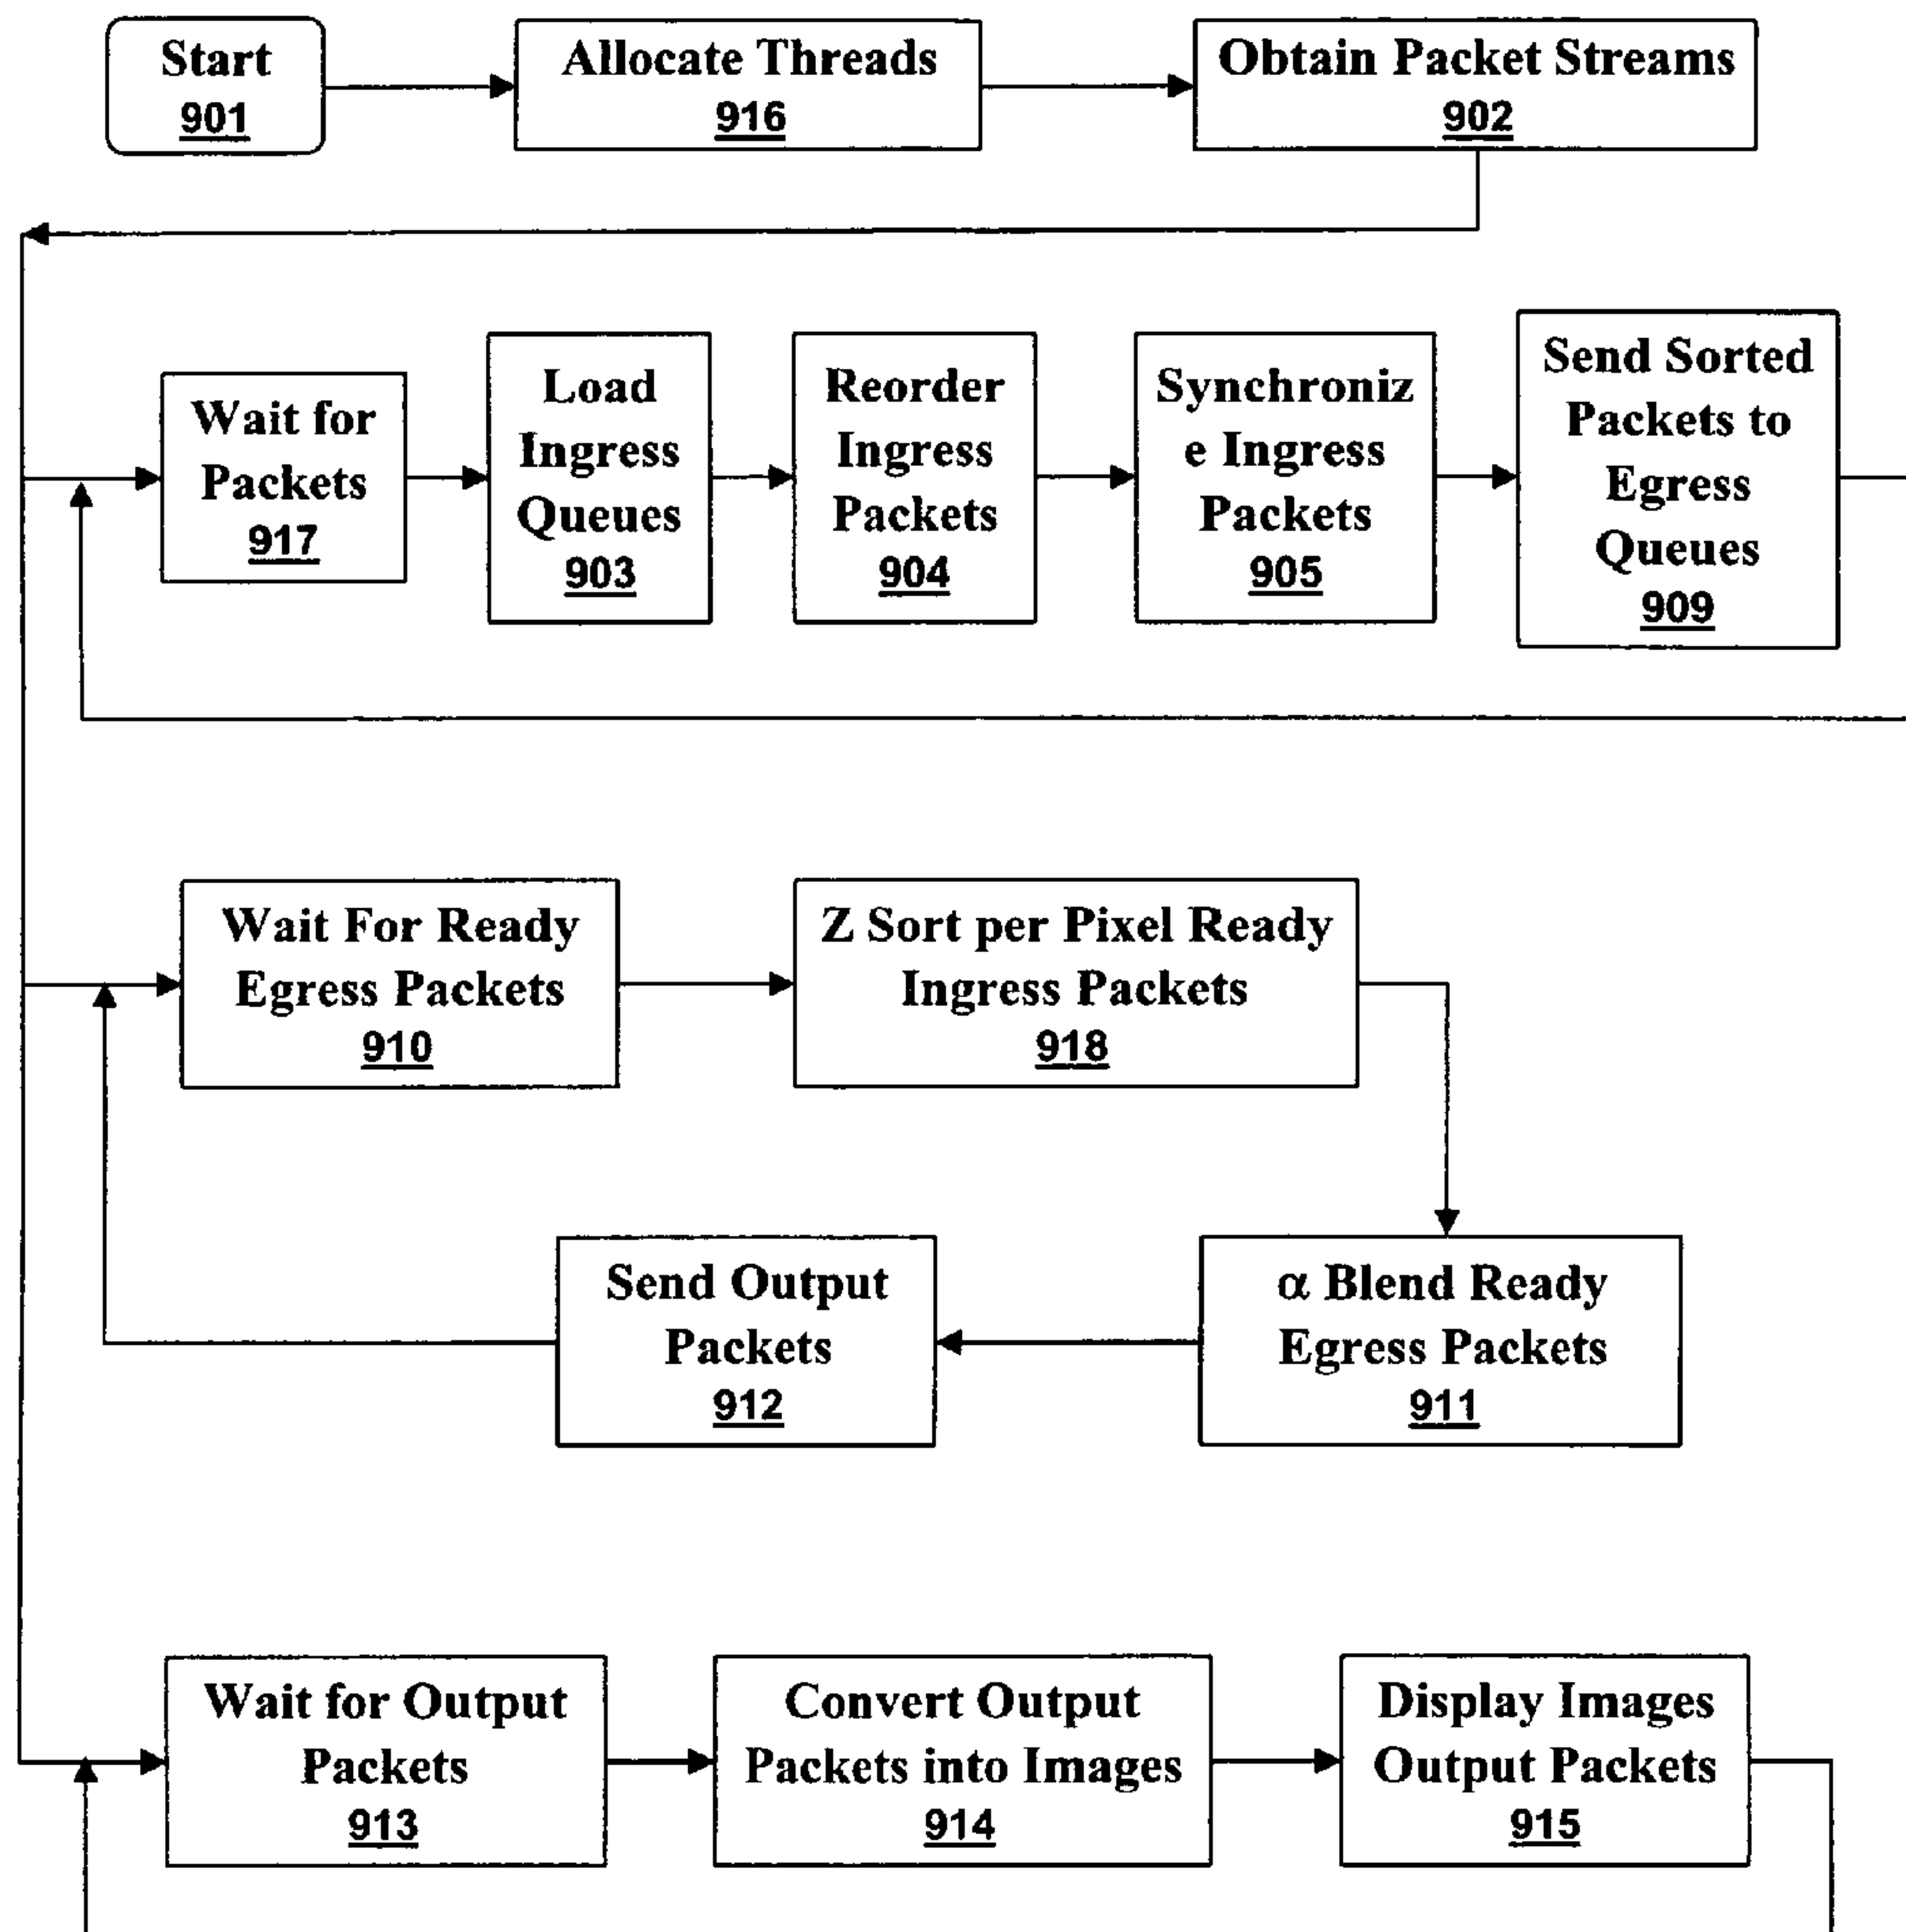 Start
901
Allocate Threads
916
Obtain Packet Streams
902
Wait for
Packets
917
Load
Ingress
Queues
903
Reorder
Ingress
Packets
904
Synchroniz
e Ingress
Packets
905
Send Sorted
Packets to
Egress
Queues
909
Wait For Ready
Egress Packets
910
Z Sort per Pixel Ready
Ingress Packets
918
Send Output
Packets
912
α Blend Ready
Egress Packets
911
Wait for Output
Packets
913
Convert Output
Packets into Images
914
Display Images
Output Packets
915